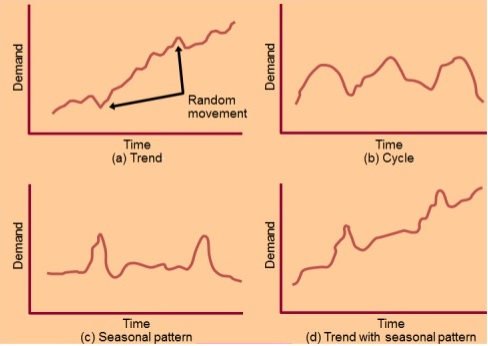 Demand
Random
movement
Time
(a) Trend
Demand
Time
(b) Cycle
Demand
Time
(c) Seasonal pattern
Demand
Time
(d) Trend with seasonal pattern